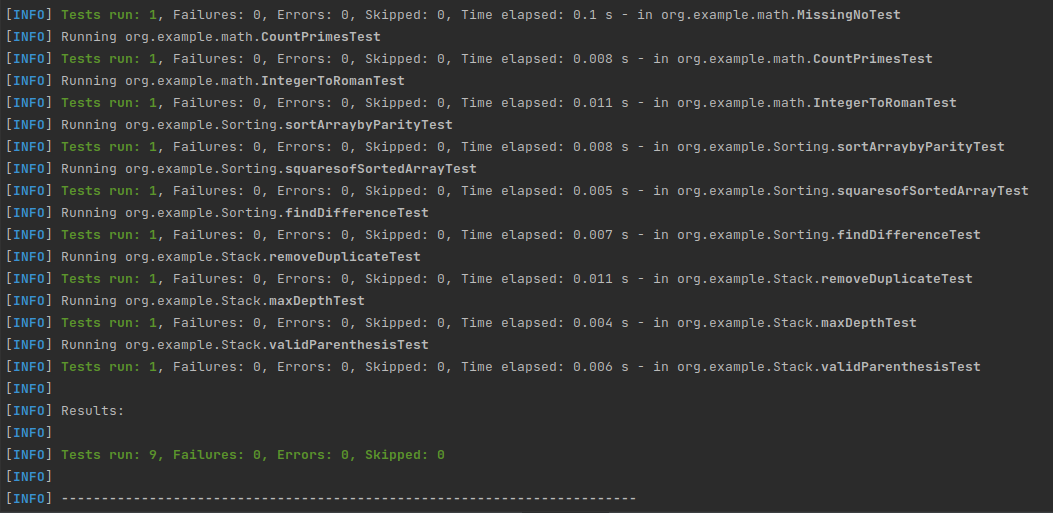 [INFO] Tests run: 1, Failures: 0, Errors: 0, Skipped: 0, Time elapsed: 0.1 s - in org.example.math.MissingNoTest
[INFO] Running org.example.math.CountPrimesTest
[INFO] Tests run: 1, Failures: 0, Errors: 0, Skipped: 0, Time elapsed: 0.008 s - in org.example.math.CountPrimesTest
[INFO] Running org.example.math.IntegerToRomanTest
[INFO] Tests run: 1, Failures: 0, Errors: 0, Skipped: 0, Time elapsed: 0.011 s - in org.example.math.IntegerToRomanTest
[INFO] Running org.example.Sorting.sortArraybyParityTest
[INFO] Tests run: 1, Failures: 0, Errors: 0, Skipped: 0, Time elapsed: 0.008 s - in org.example.Sorting.sortArraybyParityTest
[INFO] Running org.example.Sorting.squaresofSortedArrayTest
[INFO] Tests run: 1, Failures: 0, Errors: 0, Skipped: 0, Time elapsed: 0.005 s - in org.example.Sorting.squaresofSortedArrayTest
[INFO] Running org.example.Sorting.findDifferenceTest
[INFO] Tests run: 1, Failures: 0, Errors: 0, Skipped: 0, Time elapsed: 0.007 s - in org.example.Sorting.findDifferenceTest
[INFO] Running org.example.Stack.removeDuplicateTest
[INFO] Tests run: 1, Failures: 0, Errors: 0, Skipped: 0, Time elapsed: 0.011 s - in org.example.Stack.removeDuplicateTest
[INFO] Running org.example.Stack.maxDepthTest
[INFO] Tests run: 1, Failures: 0, Errors: 0, Skipped: 0, Time elapsed: 0.004 s - in org.example.Stack.maxDepthTest
[INFO] Running org.example.Stack.validParenthesisTest
[INFO] Tests run: 1, Failures: 0, Errors: 0, Skipped: 0, Time elapsed: 0.006 s - in org.example.Stack.validParenthesisTest
[INFO]
[INFO] Results:
[INFO]
[INFO] Tests run: 9, Failures: 0, Errors: 0, Skipped: 0
[INFO]
[INFO] ------------------------------------------------------------------------